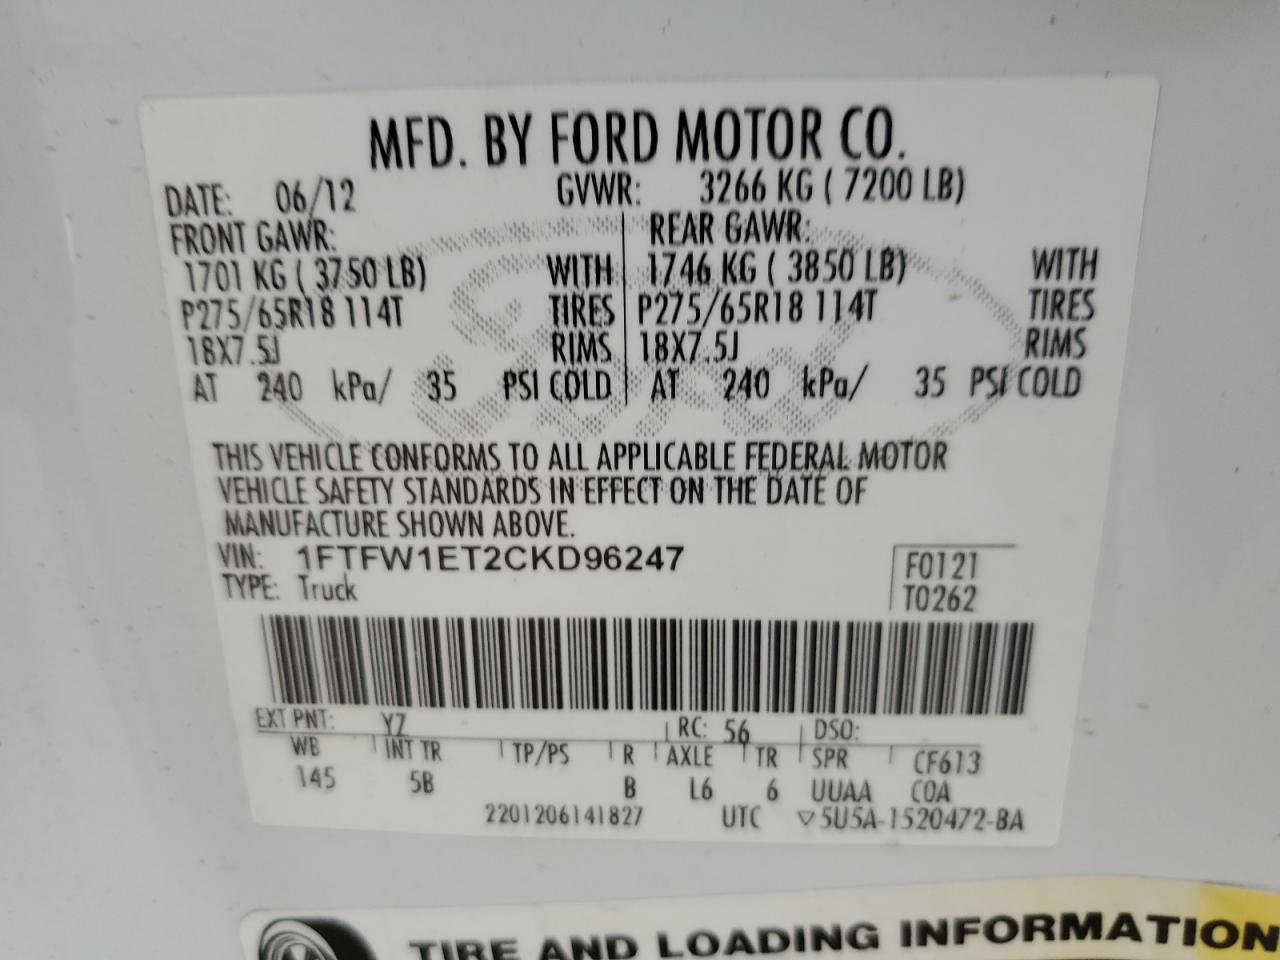 MFD. BY FORD MOTOR CO.
DATE: 06/12 GVWR: 3266 KG ( 7200 LB)
FRONT GAWR: REAR GAWR:
1701 KG ( 3750 LB) WITH 1746 KG ( 3850 LB) WITH
P275/65R18 114T TIRES P275/65R18 114T TIRES
18X7.5J RIMS 18X7.5J RIMS
AT 240 kPa/ 35 PSI COLD AT 240 kPa/ 35 PSI COLD
THIS VEHICLE CONFORMS TO ALL APPLICABLE FEDERAL MOTOR
VEHICLE SAFETY STANDARDS IN EFFECT ON THE DATE OF
MANUFACTURE SHOWN ABOVE.
VIN: 1FTFW1ET2CKD96247 F0121
TYPE: Truck T0262
EXT PNT: YZ RC: 56 DSO:
WB INT TR TP/PS R AXLE TR SPR CF613
145 5B B L6 6 UUAA COA
2201206141827 UTC ▽5U5A-1520472-BA
TIRE AND LOADING INFORMATION